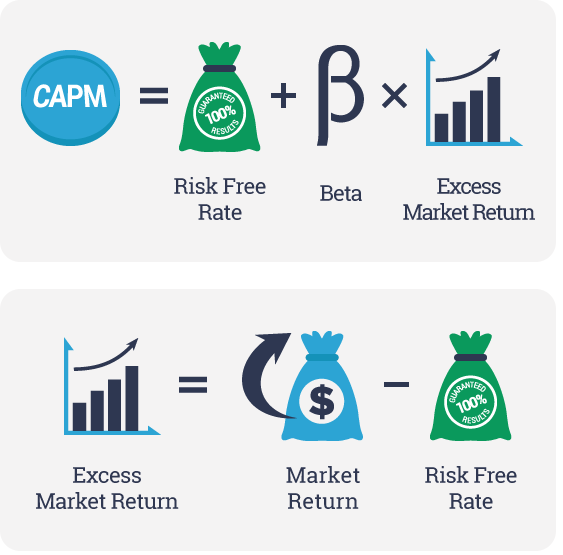 CAPM = GUARANTEED 100% RESULTS + β ×
Risk Free Rate
Beta
Excess Market Return
= $ − GUARANTEED 100% RESULTS
Excess Market Return
Market Return
Risk Free Rate